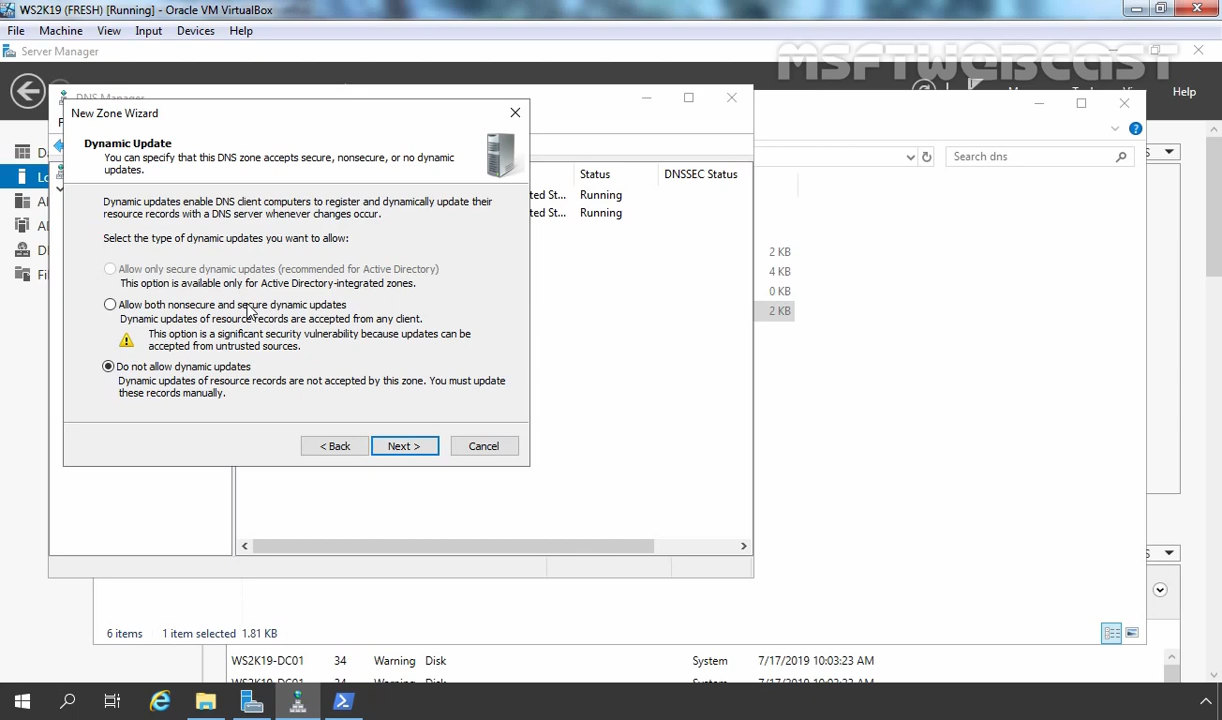 WS2K19 (FRESH) [Running] - Oracle VM VirtualBox
File Machine View Input Devices Help
Server Manager
MSFTWEBCAST
Help
DNS Manager
New Zone Wizard
Dynamic Update
You can specify that this DNS zone accepts secure, nonsecure, or no dynamic
updates.
Search dns
Status DNSSEC Status
ted St... Running
ted St... Running
Dynamic updates enable DNS client computers to register and dynamically update their
resource records with a DNS server whenever changes occur.
Select the type of dynamic updates you want to allow:
2 KB
Allow only secure dynamic updates (recommended for Active Directory)
4 KB
This option is available only for Active Directory-integrated zones.
0 KB
Allow both nonsecure and secure dynamic updates
2 KB
Dynamic updates of resource records are accepted from any client.
This option is a significant security vulnerability because updates can be
accepted from untrusted sources.
Do not allow dynamic updates
Dynamic updates of resource records are not accepted by this zone. You must update
these records manually.
< Back Next > Cancel
6 items 1 item selected 1.81 KB
WS2K19-DC01 34 Warning Disk System 7/17/2019 10:03:23 AM